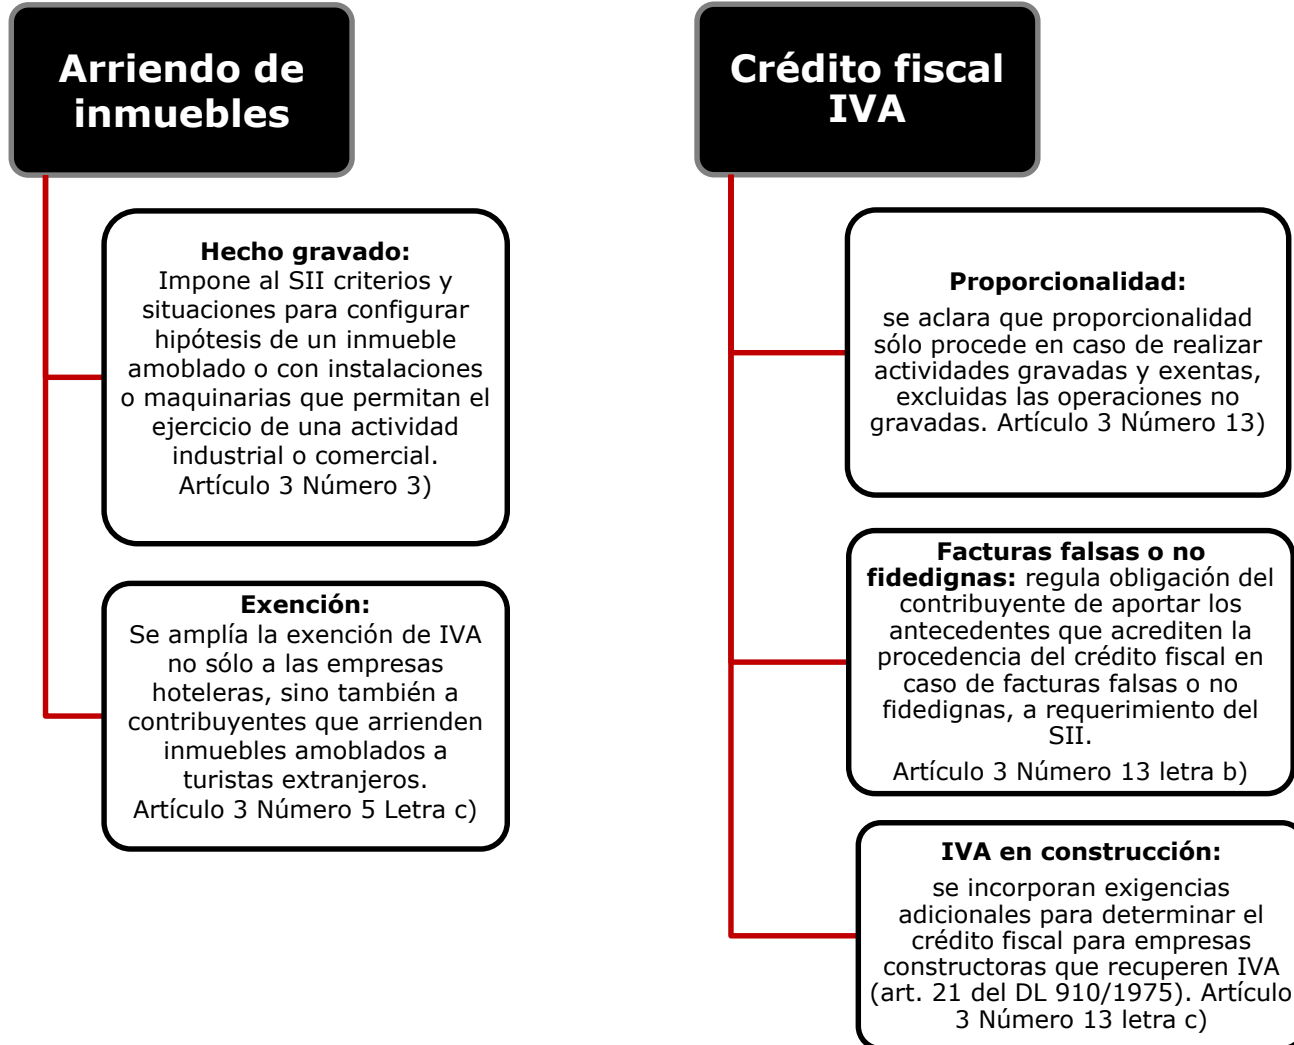 Arriendo de
inmuebles
Hecho gravado:
Impone al SII criterios y
situaciones para configurar
hipótesis de un inmueble
amoblado o con instalaciones
o maquinarias que permitan el
ejercicio de una actividad
industrial o comercial.
Artículo 3 Número 3)
Exención:
Se amplía la exención de IVA
no sólo a las empresas
hoteleras, sino también a
contribuyentes que arrienden
inmuebles amoblados a
turistas extranjeros.
Artículo 3 Número 5 Letra c)
Crédito fiscal
IVA
Proporcionalidad:
se aclara que proporcionalidad
sólo procede en caso de realizar
actividades gravadas y exentas,
excluidas las operaciones no
gravadas. Artículo 3 Número 13)
Facturas falsas o no
fidedignas: regula obligación del
contribuyente de aportar los
antecedentes que acrediten la
procedencia del crédito fiscal en
caso de facturas falsas o no
fidedignas, a requerimiento del
SII.
Artículo 3 Número 13 letra b)
IVA en construcción:
se incorporan exigencias
adicionales para determinar el
crédito fiscal para empresas
constructoras que recuperen IVA
(art. 21 del DL 910/1975). Artículo
3 Número 13 letra c)